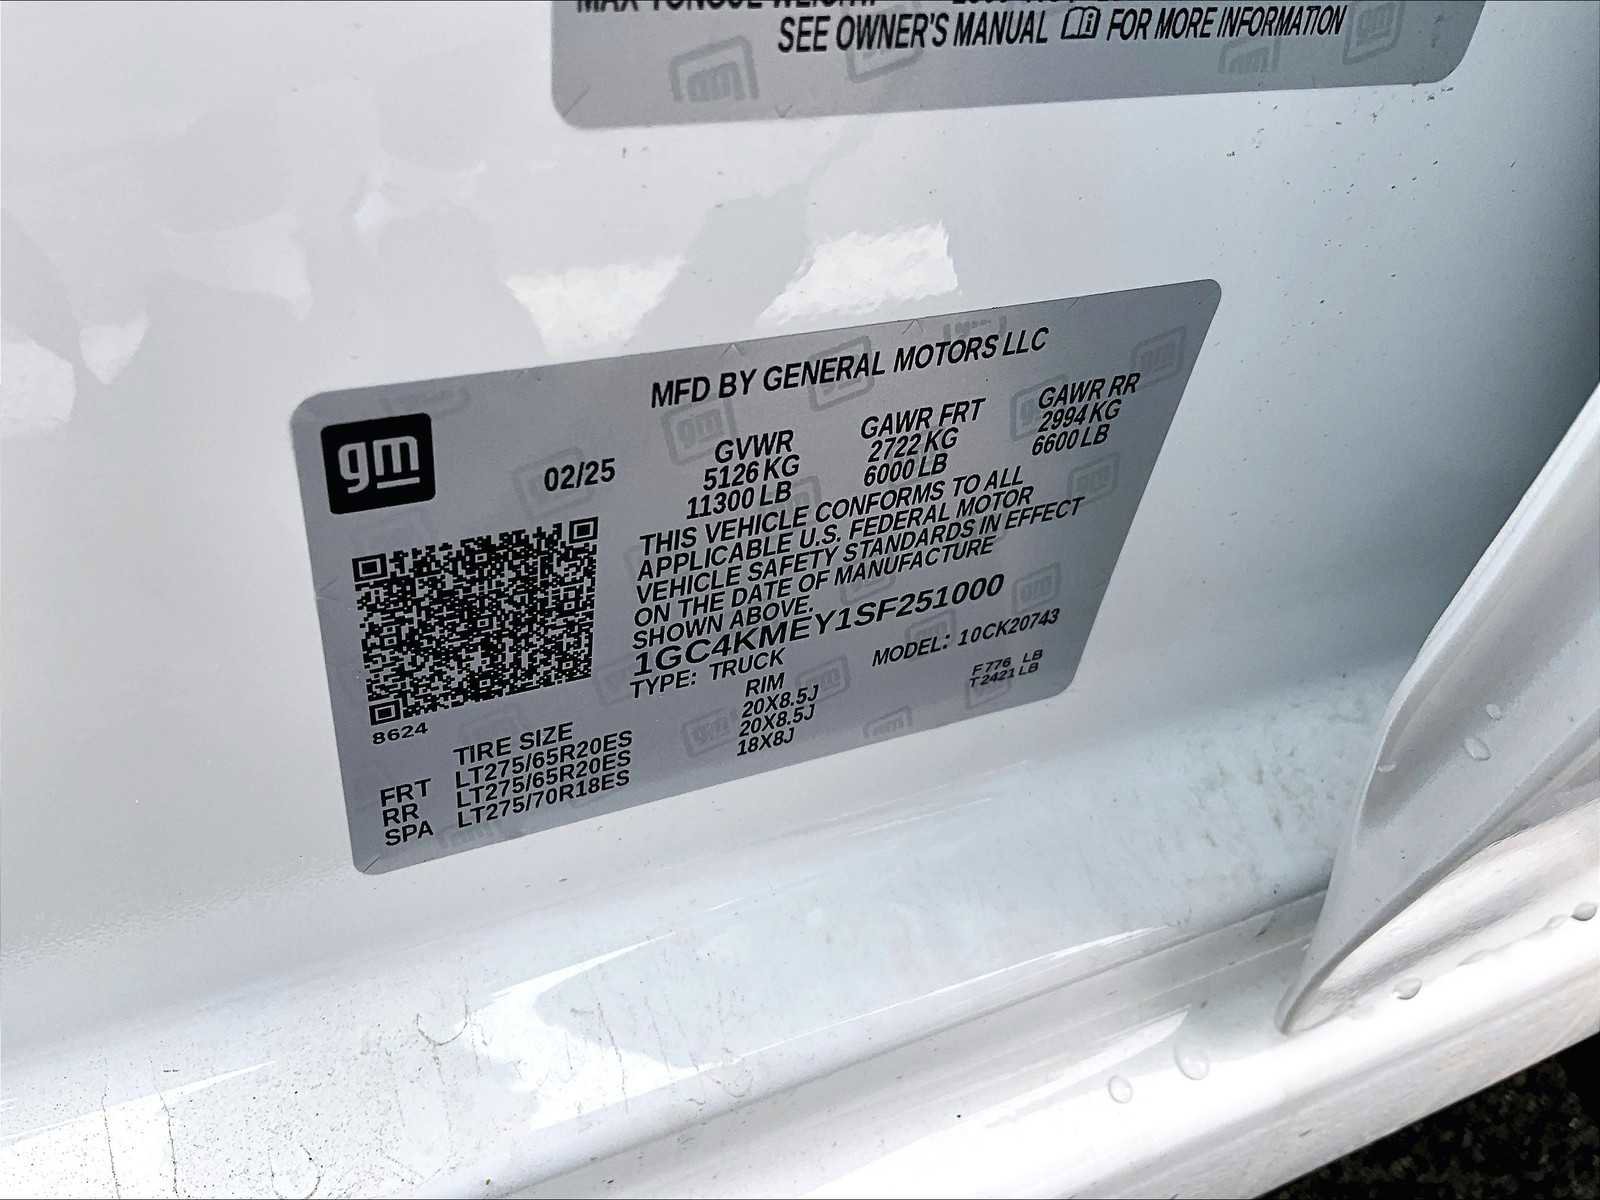 SEE OWNER'S MANUAL FOR MORE INFORMATION
gm
MFD BY GENERAL MOTORS LLC
02/25
GVWR GAWR FRT GAWR RR
5126 KG 2722 KG 2994 KG
11300 LB 6000 LB 6600 LB
THIS VEHICLE CONFORMS TO ALL
APPLICABLE U.S. FEDERAL MOTOR
VEHICLE SAFETY STANDARDS IN EFFECT
ON THE DATE OF MANUFACTURE
SHOWN ABOVE.
1GC4KMEY1SF251000
TYPE: TRUCK MODEL: 10CK20743
F 776 LB
T 2421 LB
8624
TIRE SIZE RIM
FRT LT275/65R20ES 20X8.5J
RR LT275/65R20ES 20X8.5J
SPA LT275/70R18ES 18X8J